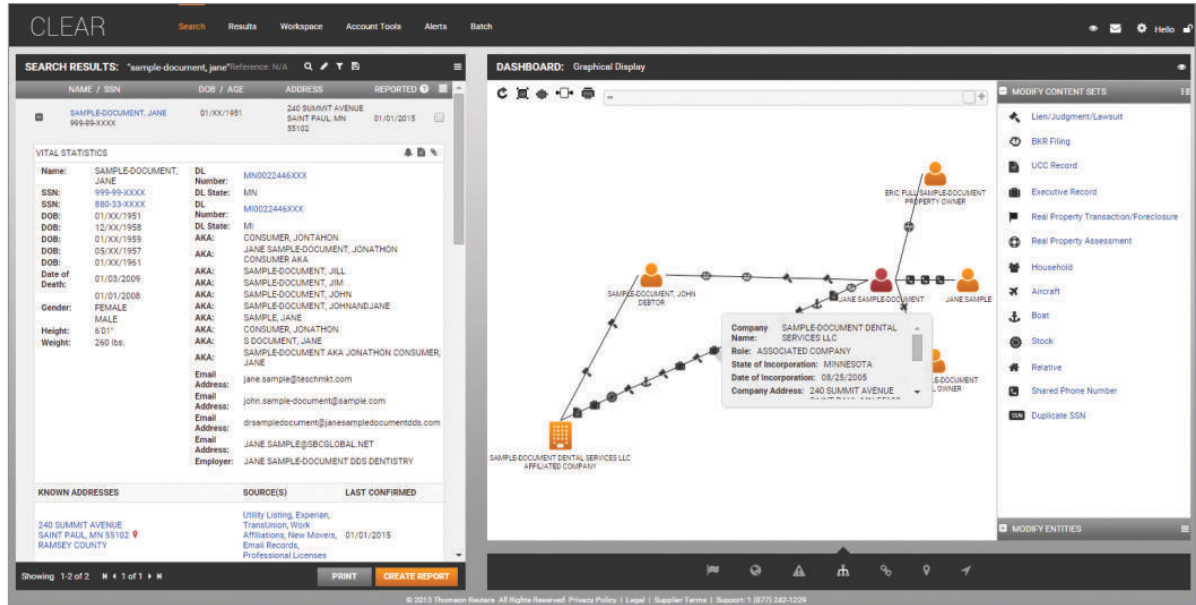 CLEAR
Search Results Workspace Account Tools Alerts Batch
Hello
SEARCH RESULTS: "sample-document, jane" Reference: N/A
NAME / SSN DOB / AGE ADDRESS REPORTED ?
SAMPLE-DOCUMENT, JANE
999-99-XXXX
01/XX/1951
240 SUMMIT AVENUE
SAINT PAUL, MN
55102
01/01/2015
VITAL STATISTICS
Name: SAMPLE-DOCUMENT,
JANE
SSN: 999-99-XXXX
SSN: 880-33-XXXX
DOB: 01/XX/1951
DOB: 12/XX/1958
DOB: 01/XX/1959
DOB: 05/XX/1957
DOB: 01/XX/1961
Date of
Death: 01/03/2009
01/01/2008
Gender: FEMALE
MALE
Height: 6'01"
Weight: 260 lbs.
DL
Number: MN0022446XXX
DL State: MN
DL
Number: MI0022446XXX
DL State: MI
AKA: CONSUMER, JONTAHON
AKA: JANE SAMPLE-DOCUMENT, JONATHON
CONSUMER AKA
AKA: SAMPLE-DOCUMENT, JILL
AKA: SAMPLE-DOCUMENT, JIM
AKA: SAMPLE-DOCUMENT, JOHN
AKA: SAMPLE-DOCUMENT, JOHNANDJANE
AKA: SAMPLE, JANE
AKA: CONSUMER, JONATHON
AKA: S DOCUMENT, JANE
AKA: SAMPLE-DOCUMENT AKA JONATHON CONSUMER,
JANE
Email
Address: jane.sample@teschmkt.com
Email
Address: john.sample-document@sample.com
Email
Address: drsampledocument@janesampledocumentdds.com
Email
Address: JANE.SAMPLE@SBCGLOBAL.NET
Employer: JANE SAMPLE-DOCUMENT DDS DENTISTRY
KNOWN ADDRESSES SOURCE(S) LAST CONFIRMED
240 SUMMIT AVENUE
SAINT PAUL, MN 55102
RAMSEY COUNTY
Utility Listing, Experian,
TransUnion, Work
Affiliations, New Movers,
Email Records,
Professional Licenses
01/01/2015
Showing 1-2 of 2 1 of 1
PRINT CREATE REPORT
DASHBOARD: Graphical Display
ERIC FULL SAMPLE-DOCUMENT
PROPERTY OWNER
SAMPLE-DOCUMENT, JOHN
DEBTOR
JANE SAMPLE-DOCUMENT
JANE SAMPLE
Company
Name: SAMPLE-DOCUMENT DENTAL
SERVICES LLC
Role: ASSOCIATED COMPANY
State of Incorporation: MINNESOTA
Date of Incorporation: 08/25/2005
Company Address: 240 SUMMIT AVENUE
OWNER
SAMPLE-DOCUMENT DENTAL SERVICES LLC
AFFILIATED COMPANY
MODIFY CONTENT SETS
Lien/Judgment/Lawsuit
BKR Filing
UCC Record
Executive Record
Real Property Transaction/Foreclosure
Real Property Assessment
Household
Aircraft
Boat
Stock
Relative
Shared Phone Number
SSN Duplicate SSN
MODIFY ENTITIES
© 2015 Thomson Reuters All Rights Reserved Privacy Policy | Legal | Supplier Terms | Support: 1 (877) 242-1229